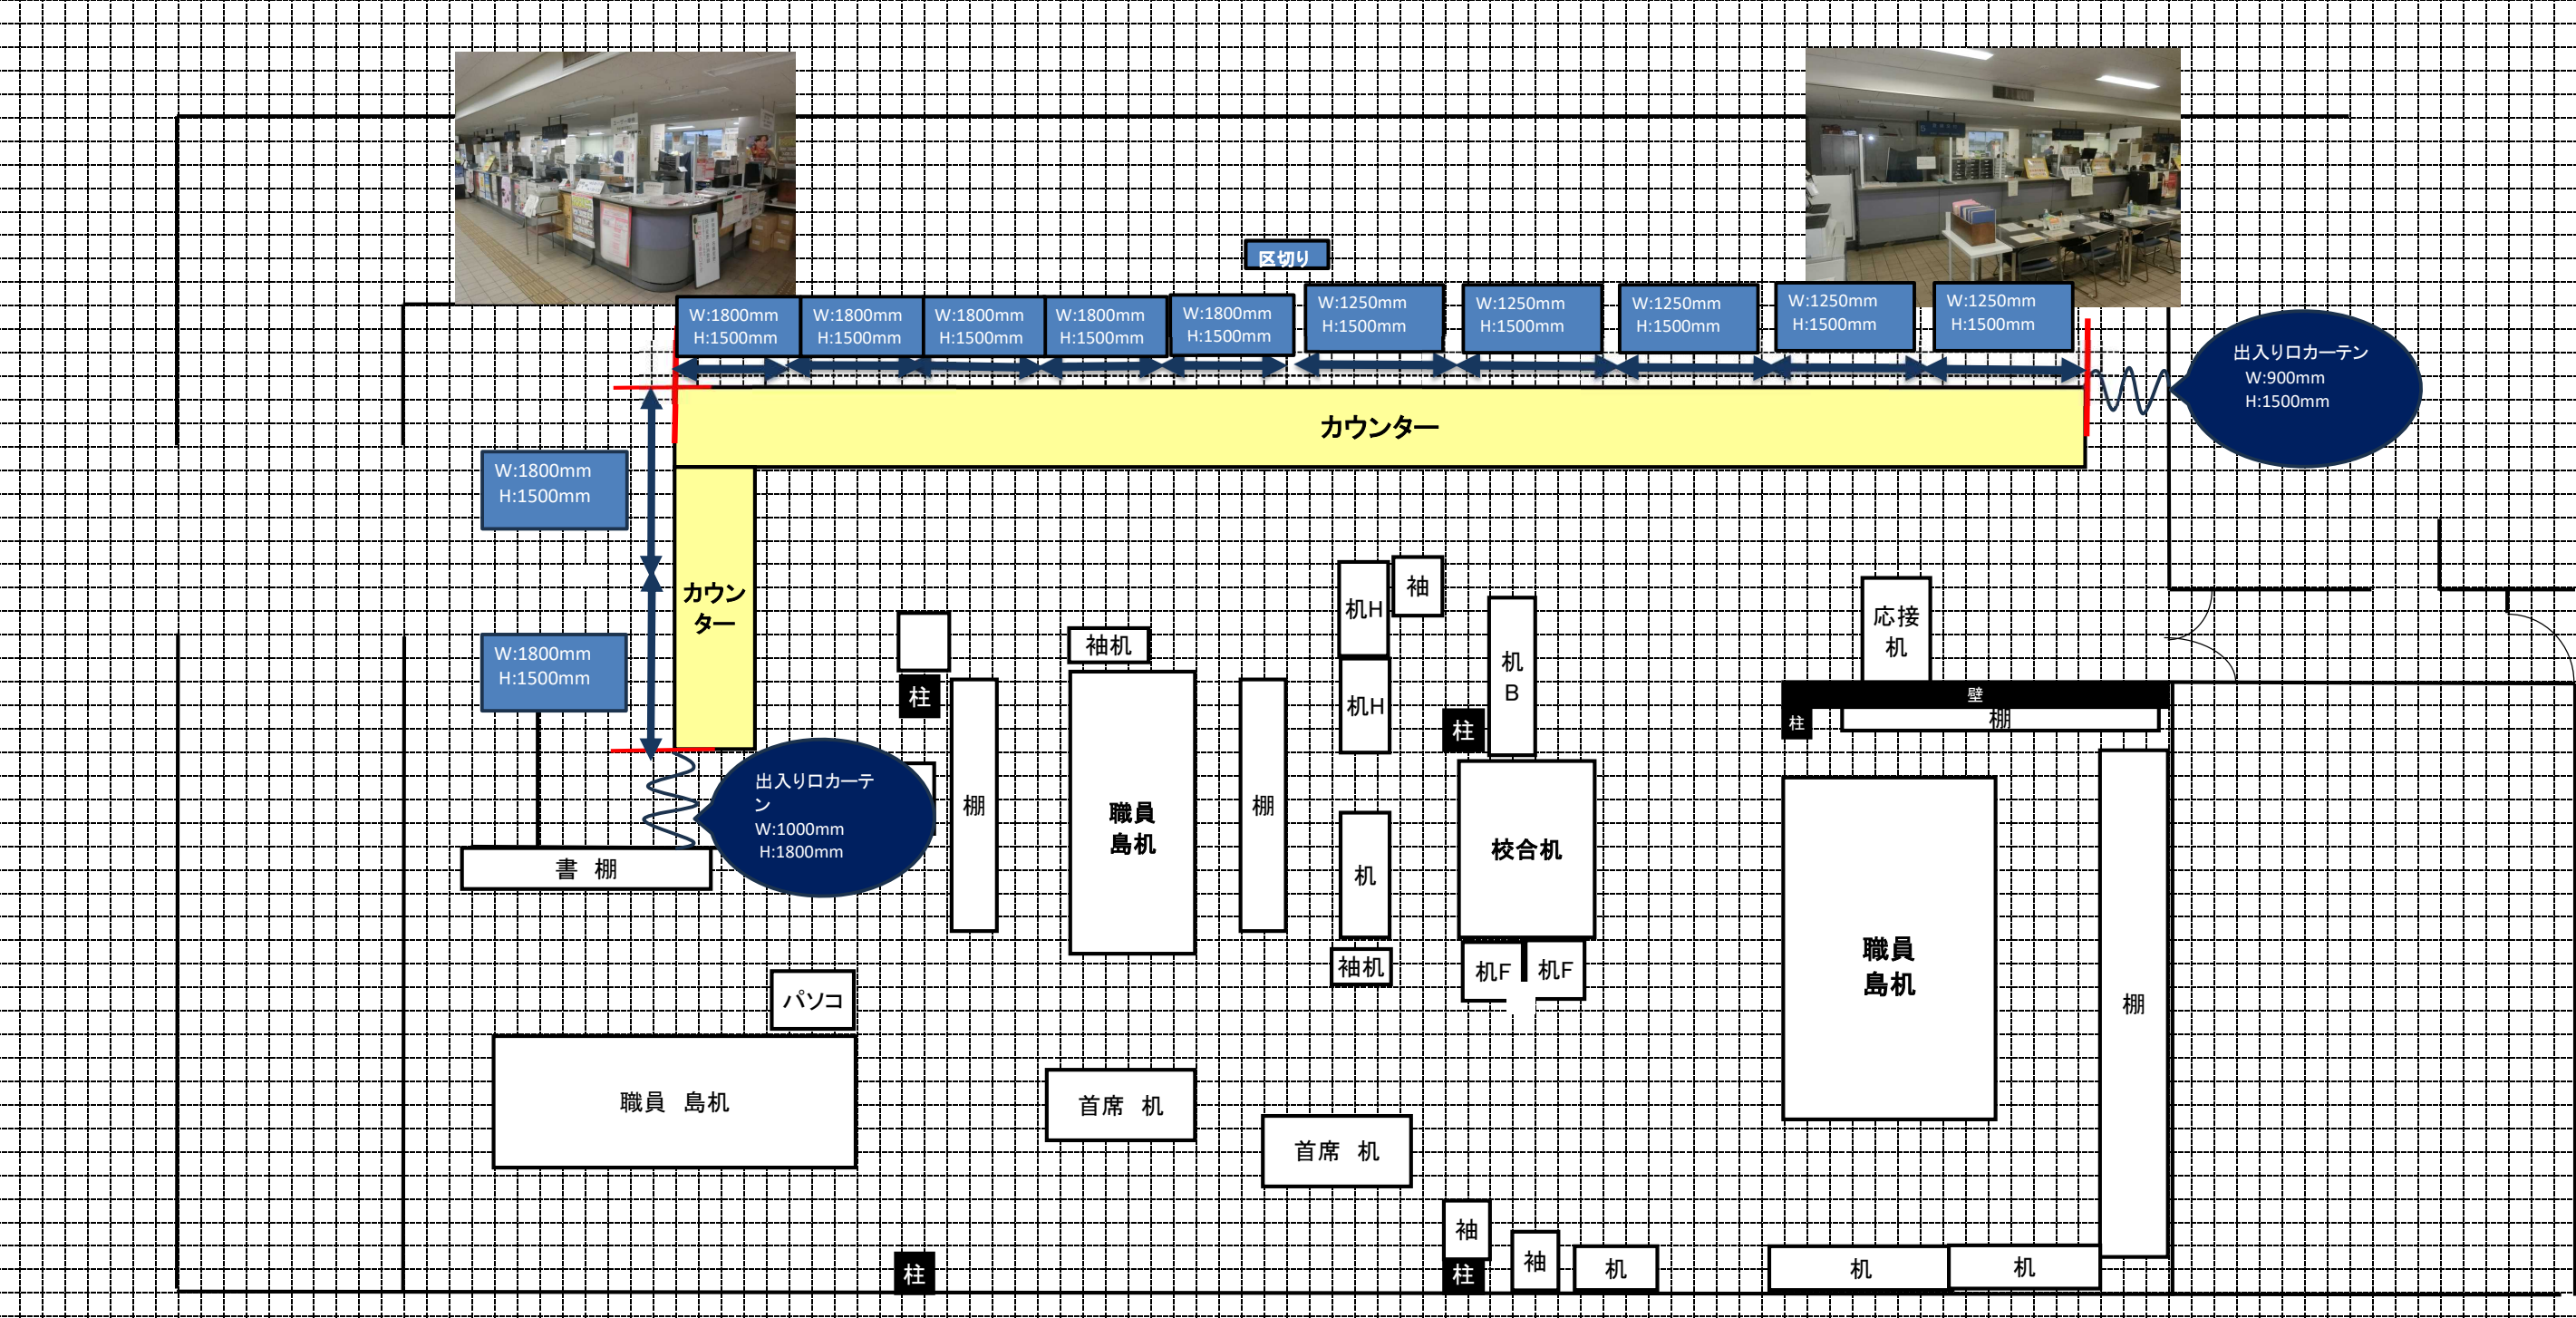 区切り
W:1800mm
H:1500mm
W:1800mm
H:1500mm
W:1800mm
H:1500mm
W:1800mm
H:1500mm
W:1800mm
H:1500mm
W:1250mm
H:1500mm
W:1250mm
H:1500mm
W:1250mm
H:1500mm
W:1250mm
H:1500mm
W:1250mm
H:1500mm
出入り口カーテン
W:900mm
H:1500mm
カウンター
W:1800mm
H:1500mm
カウン
ター
W:1800mm
H:1500mm
出入り口カーテ
ン
W:1000mm
H:1800mm
書 棚
柱
棚
袖机
職員
島机
棚
机H
袖
机H
机
袖机
机
B
柱
校合机
机F
机F
応接
机
壁
柱
棚
職員
島机
棚
パソコ
職員 島机
首席 机
首席 机
柱
袖
柱
袖
机
机
机